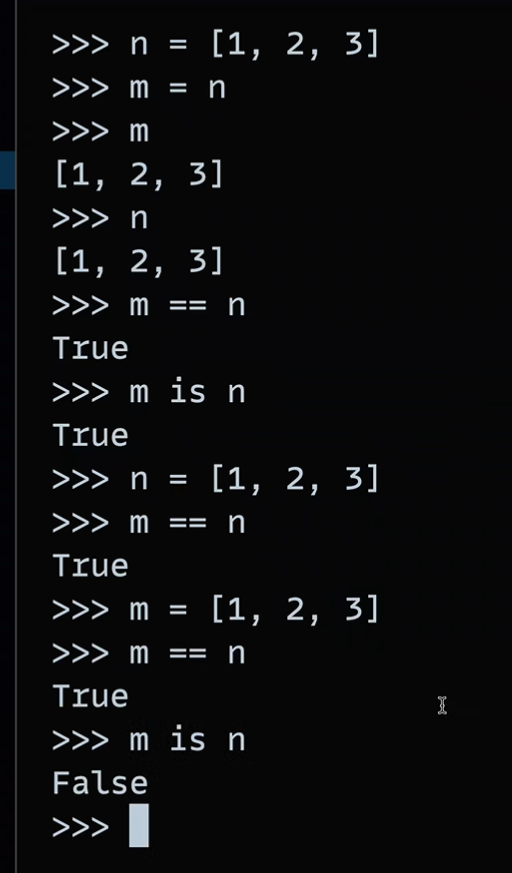 >>> n = [1, 2, 3]
>>> m = n
>>> m
[1, 2, 3]
>>> n
[1, 2, 3]
>>> m == n
True
>>> m is n
True
>>> n = [1, 2, 3]
>>> m == n
True
>>> m = [1, 2, 3]
>>> m == n
True
>>> m is n
False
>>>